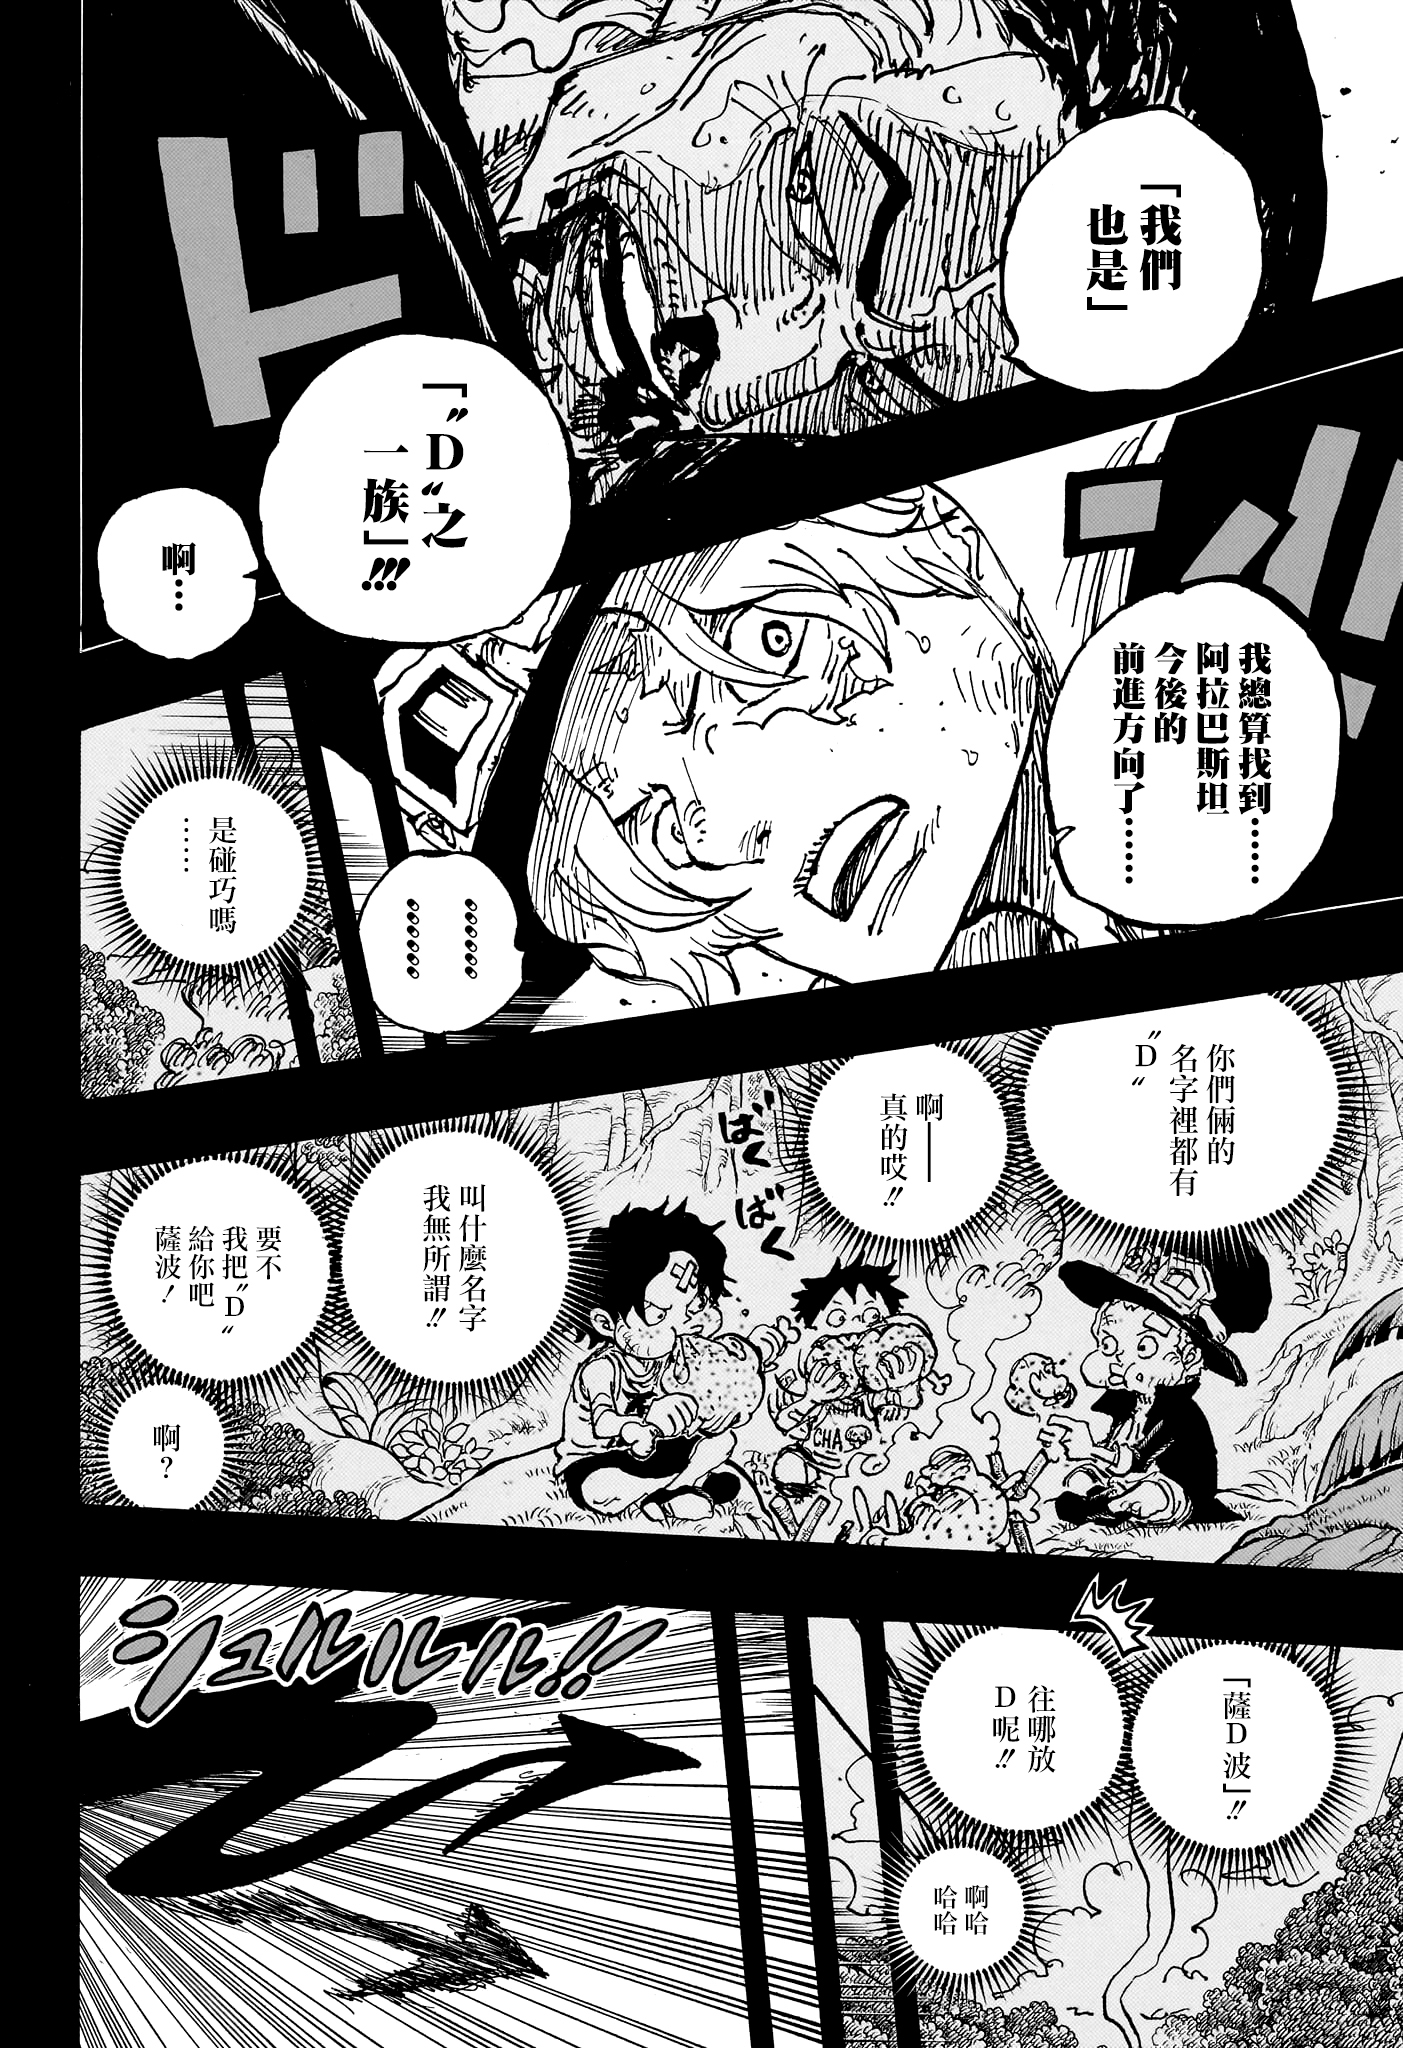 「我們
也是」
「〝D〟之
一族」!!!
ドン!!
我總算找到……
阿拉巴斯坦
今後的
前進方向了……
啊…
……
……
是碰巧嗎
……
你們倆的
名字裡都有
〝D〟
啊──
真的哎!!
ばくばく
叫什麼名字
我無所謂!!
要不
我把〝D〟
給你吧
薩波！
啊？
CHA
「薩D波」!!
往哪放
D呢!!
啊哈
哈哈
シュルルル!!